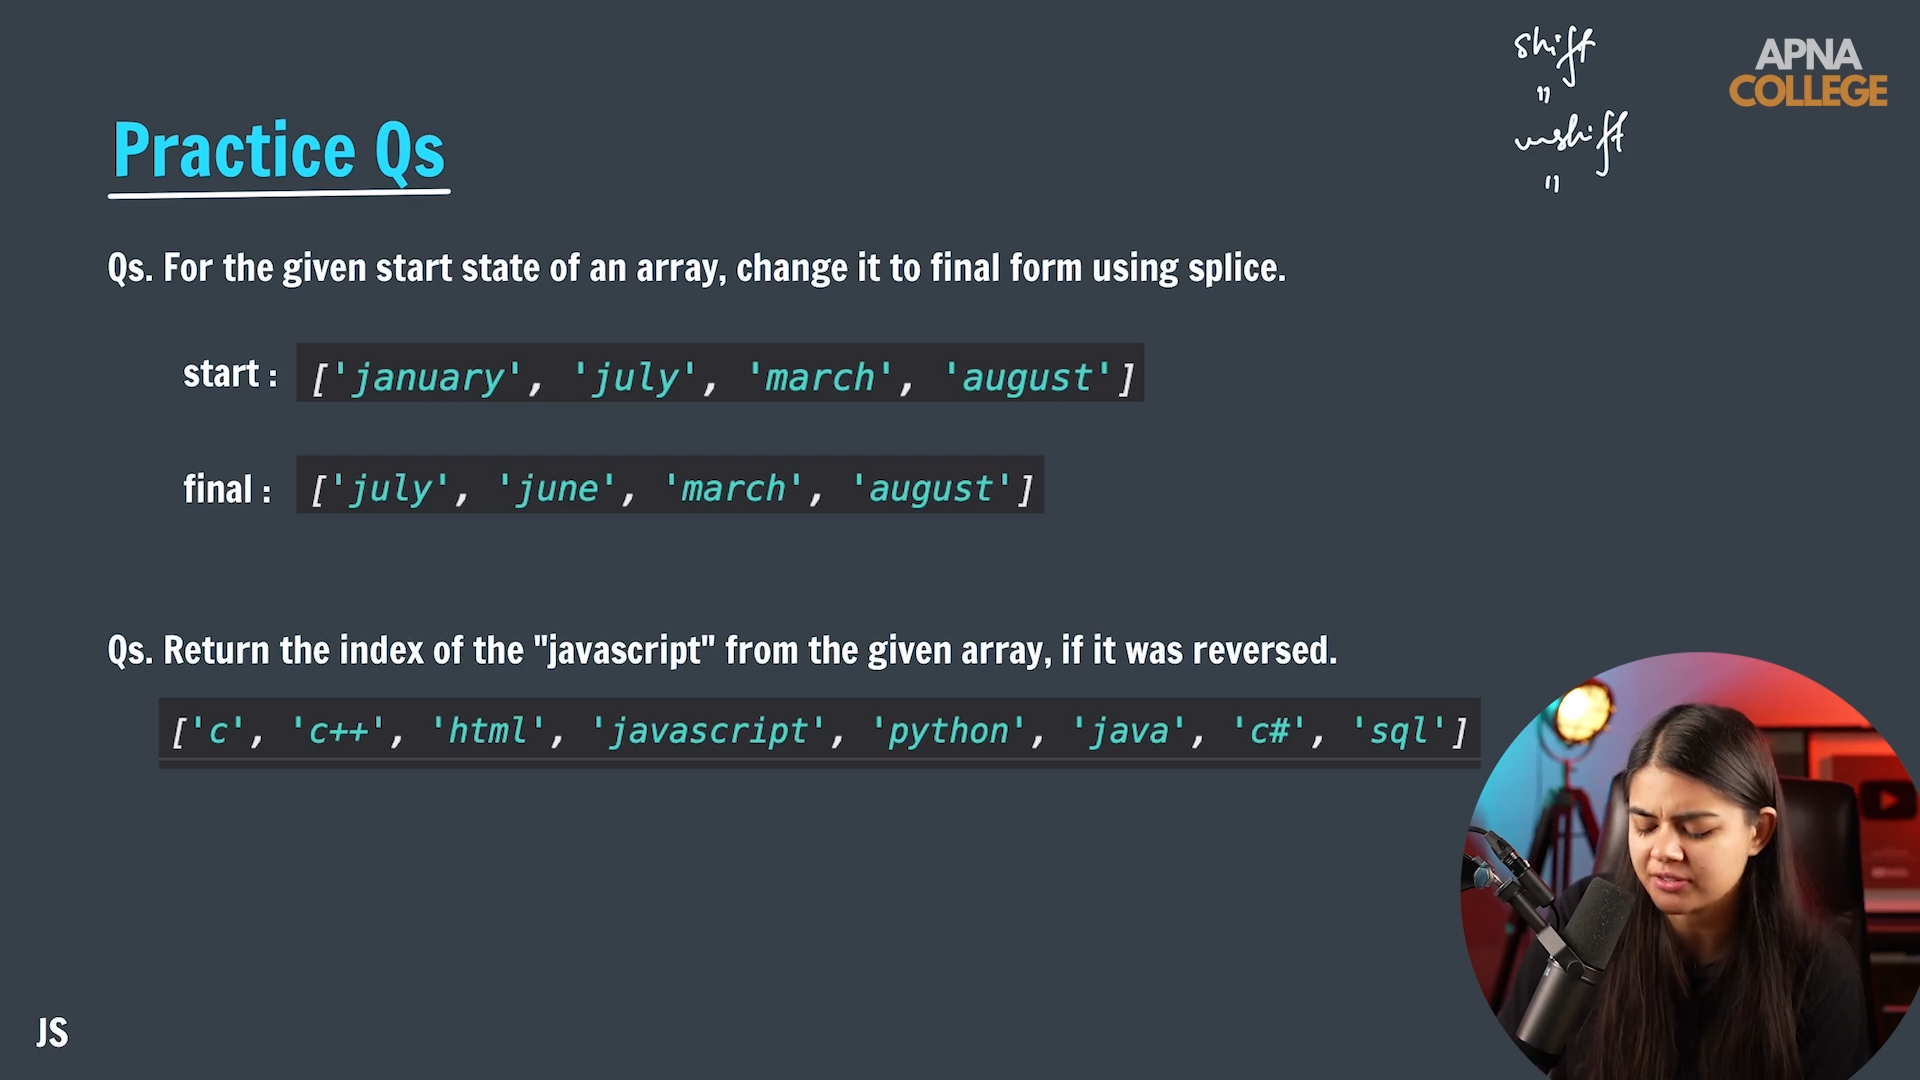 shift
"
unshift
"
APNA
COLLEGE
Practice Qs
Qs. For the given start state of an array, change it to final form using splice.
start : ['january', 'july', 'march', 'august']
final : ['july', 'june', 'march', 'august']
Qs. Return the index of the "javascript" from the given array, if it was reversed.
['c', 'c++', 'html', 'javascript', 'python', 'java', 'c#', 'sql']
JS